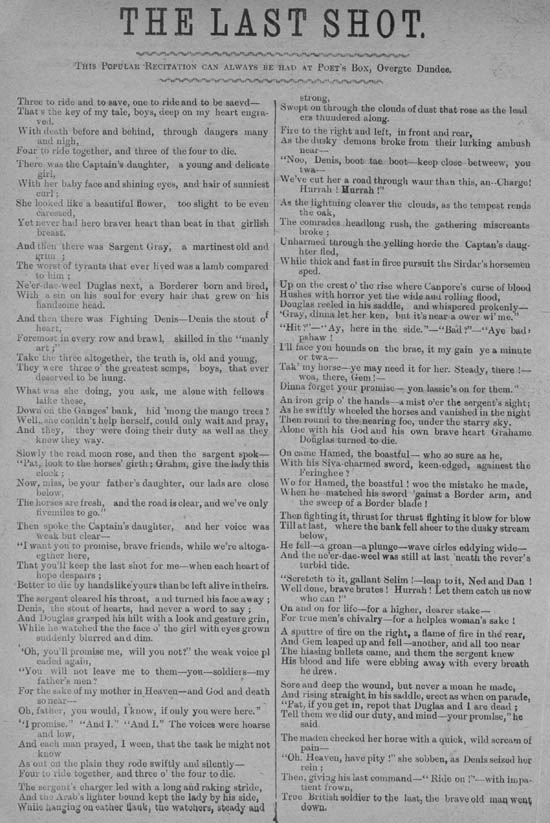 THE LAST SHOT.
THIS POPULAR RECITATION CAN ALWAYS BE HAD AT POET'S BOX, Overgte Dundee.
Three to ride and to save, one to ride and to be saevd—
That s the key of my tale, boys, deep on my heart engra-
ved.
With death before and behind, through dangers many
and nigh,
Four to ride together, and three of the four to die.
There was the Captain's daughter, a young and delicate
girl,
With her baby face and shining eyes, and hair of sunniest
curl;
She looked like a beautiful flower, too slight to be even
caressed,
Yet never had hero braver heart than beat in that girlish
breast.
And then there was Sargent Gray, a martinest old and
grim;
The worst of tyrants that ever lived was a lamb compared
to him;
Ne'er-dae-weel Duglas next, a Borderer born and bred,
With a sin on his soul for every hair that grew on his
handsome head.
And then there was Fighting Denis—Denis the stout of
heart,
Foremost in every row and brawl, skilled in the "manly
art;"
Take the three altogether, the truth is, old and young,
They were three o' the greatest scmps, boys, that ever
deserved to be hung.
What was she doing, you ask, me alone with fellows
laike these,
Down on the Ganges' bank, hid 'mong the mango trees?
Well, she couldn't help herself, could only wait and pray,
And they, they were doing their duty as well as they
knew they way.
Slowly the read moon rose, and then the sargent spok—
"Pat, look to the horses' girth; Grahm, give the lady this
clock;
Now, miss, be your father's daughter, our lads are close
below,
The horses are fresh, and the road is clear, and we've only
fivemiles to go."
Then spoke the Captain's daughter, and her voice was
weak but clear—
"I want you to promise, brave friends, while we're altoga-
egther here,
That you'll keep the last shot for me—when each heart of
hope despairs;
Better to die by hands like yours than be left alive in theirs.
The sergeant cleared his throat, and turned his face away;
Denis, the stout of hearts, had never a word to say;
And Douglas grasped his hilt with a look and gesture grin,
While he watched the the face o' the girl with eyes grown
suddenly blurred and dim.
'Oh, you'll promise me, will you not?" the weak voice pl
eaded again,
"You will not leave me to them—you—soldiers—my
father's men?
For the sake of my mother in Heaven—and God and death
so near—
Oh, father, you would, I know, if only you were here."
"I promise." "And I." "And I." The voices were hoarse
and low,
And each man prayed, I ween, that the task he might not
know
As out on the plain they rode swiftly and silently—
Four to ride together, and three o' the four to die.
The sergent's charger led with a long and raking stride,
And the Arab's lighter bound kept the lady by his side,
While hanging on eather flank, the watchers, steady and
strong,
Swept on through the clouds of dust that rose as the lead
ers thundered along.
Fire to the right and left, in front and rear,
As the dusky demons broke from their lurking ambush
near—
"Noo, Denis, boot tae boot—keep close betweew, you
twa—
We've cut her a road through waur than this, an--Charge!
Hurrah! Hurrah!"
As the lightning cleaver the clouds, as the tempest rends
the oak,
The comrades headlong rush, the gathering miscreants
broke;
Unharmed through the yelling horde the Captan's daug-
hter fled,
While thick and fast in firce pursuit the Sirdar's horsemen
sped.
Up on the crest o' the rise where Canpore's curse of blood
Hushes with horror yet the wide and rolling flood,
Douglas reeled in his saddle, and whispered prokenly—
'Gray, dinna let her ken, but it's near a ower wi' me."
"Hit?"—"Ay, here in the side."—"Bad?"—"Aye bad,
pshaw!
I'll face you hounds on the brae, it my gain ye a minute
or twa—
Tak' my horse—ye may need it for her. Steady, there!—
woa, there, Gem!—
Dinna forget your promise—yon lassie's on for them."
An iron grip o' the hands—a mist o'er the sergent's sight;
As he swiftly wheeled the horses and vanished in the night
Then round to the nearing foe, under the starry sky.
Alone with his God and his own brave heart Grahame
Douglas turned to die.
On came Hamed, the boastful— who so sure as he,
With his Siva-charmed sword, keen-edged, againest the
Feringhee?
Wo for Hamed, the boastful! woe the mistake he made,
When he matched his sword 'gainst a Border arm, and
the sweep of a Border blade!
Then fighting it, thrust for thrust fighting it blow for blow
Till at last, where the bank fell sheer to the dusky stream
below,
He fell—a groan—a plunge—wave cirles eddying wide—
And the ne'er-dae-weel was still at last 'neath the rever's
turbid tide.
"Scretcth to it, gallant Selim!—leap to it, Ned and Dan!
Well done, brave brutes! Hurrah! Let them catch us now
who can!"
On and on for life—for a higher, dearer stake—
For true men's chivalry—for a helples woman's sake!
A sputtre of fire on the right, a flame of fire in the rear,
And Gem leaped up and fell—another, and all too near
The hissing bullets came, and them the sergent knew
His blood and life were ebbing away with every breath
he drew.
Sore and deep the wound, but never a moan he made,
And rising straight in his saddle, erect as when on parade,
"Pat, if you get in, repot that Duglas and I are dead;
Tell them we did our duty, and mind—your promlse," he
said.
The maden checked her horse with a quick, wild scream of
pain—
"Oh. Heaven, have pity!" she sobben, as Denis seized her
rein;
Then, giving his last command—"Ride on!"—with impa-
tient frown,
True British soldier to the last, the brave old man went
down.